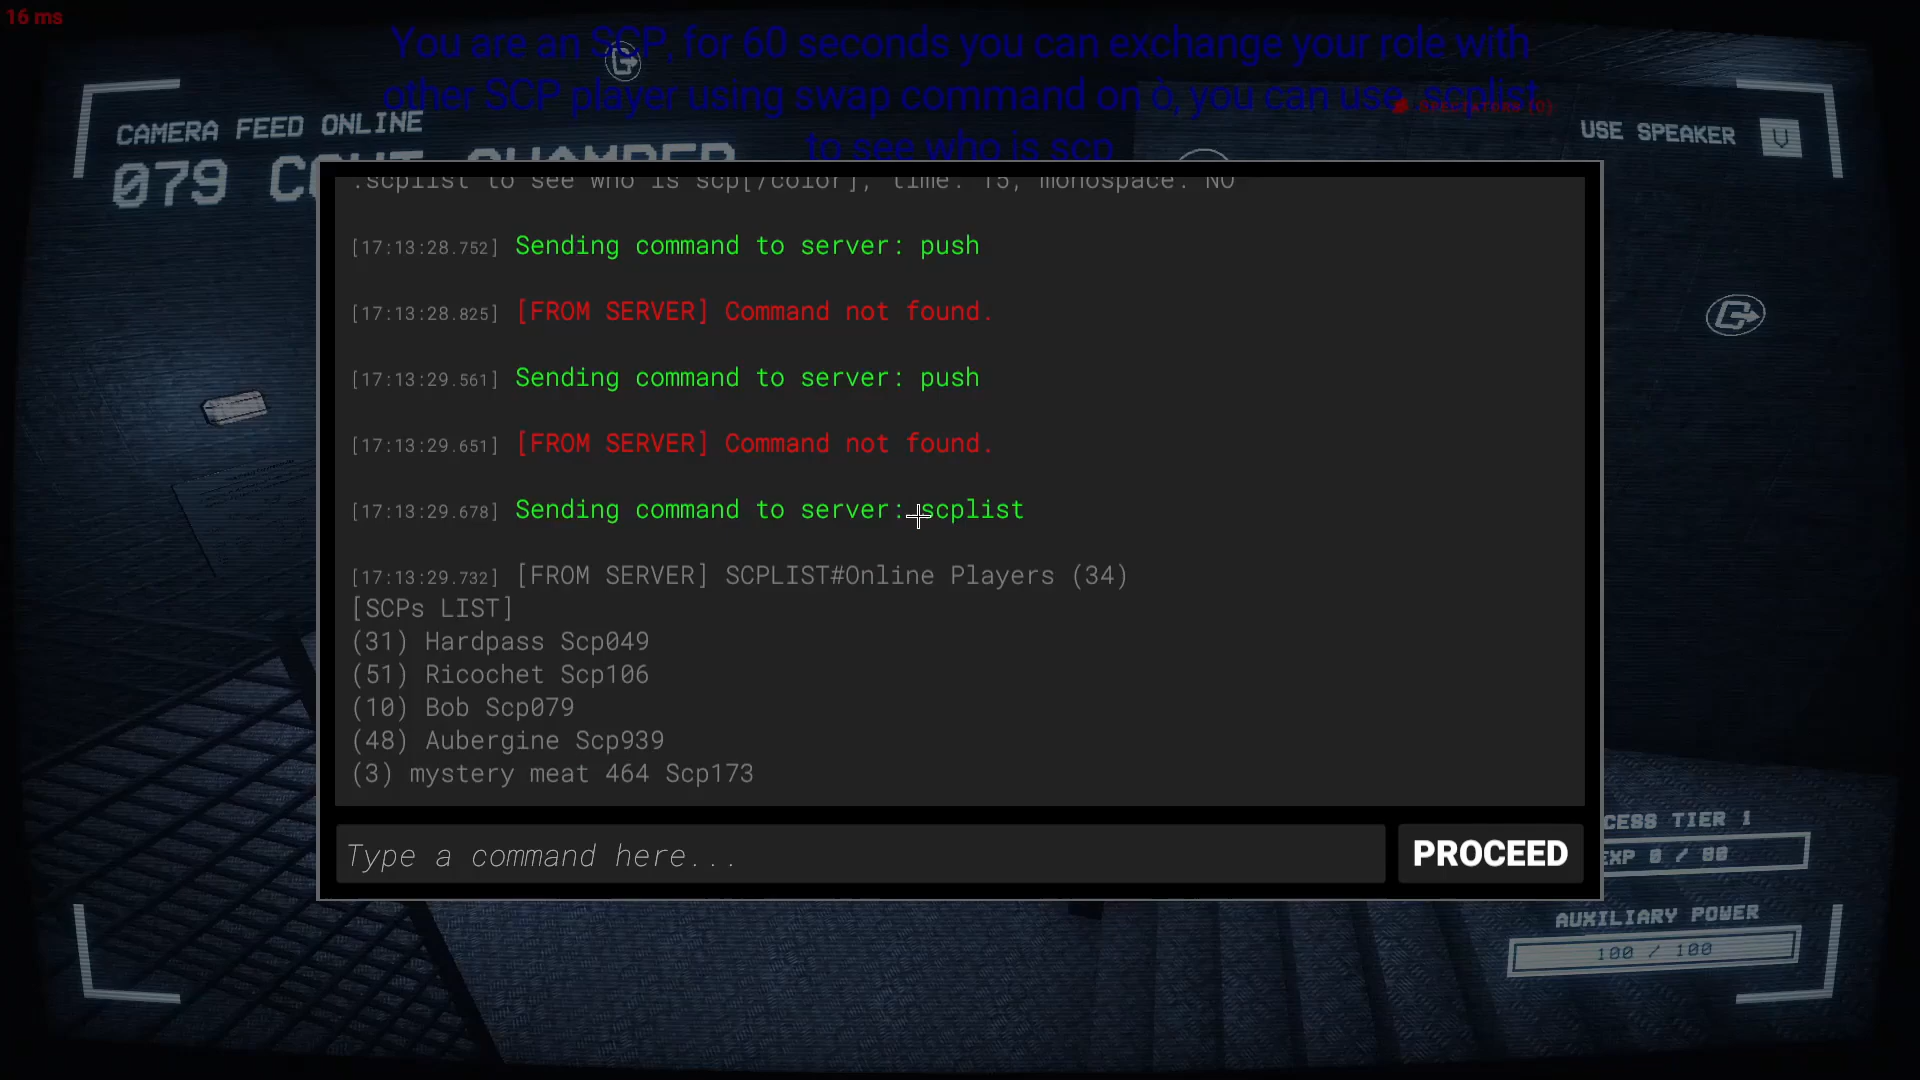 16 ms
You are an SCP, for 60 seconds you can exchange your role with
other SCP player using swap command on ò, you can use .scplist
to see who is scp
SPECTATORS (0)
CAMERA FEED ONLINE
079
USE SPEAKER V
.scplist to see who is scp[/color], time: 15, monospace: NO
[17:13:28.752] Sending command to server: push
[17:13:28.825] [FROM SERVER] Command not found.
[17:13:29.561] Sending command to server: push
[17:13:29.651] [FROM SERVER] Command not found.
[17:13:29.678] Sending command to server: scplist
[17:13:29.732] [FROM SERVER] SCPLIST#Online Players (34)
[SCPs LIST]
(31) Hardpass Scp049
(51) Ricochet Scp106
(10) Bob Scp079
(48) Aubergine Scp939
(3) mystery meat 464 Scp173
Type a command here...
PROCEED
CESS TIER 1
EXP 0 / 80
AUXILIARY POWER
100 / 100